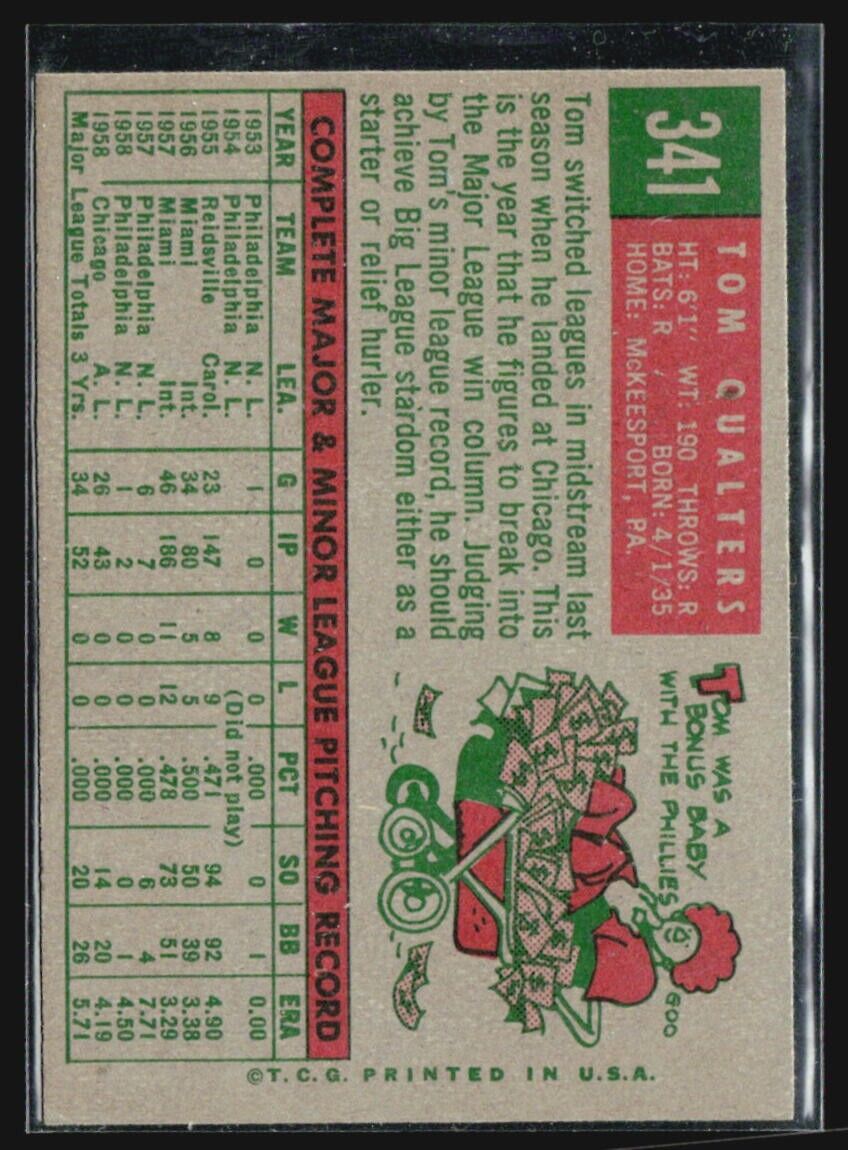 341
TOM QUALTERS
HT: 6'1" WT: 190 THROWS: R
BATS: R / BORN: 4/1/35
HOME: McKEESPORT, PA.
Tom switched leagues in midstream last
season when he landed at Chicago. This
is the year that he figures to break into
the Major League win column. Judging
by Tom's minor league record, he should
achieve Big League stardom either as a
starter or relief hurler.
TOM WAS A
BONUS BABY
WITH THE PHILLIES
GOO
COMPLETE MAJOR & MINOR LEAGUE PITCHING RECORD
YEAR TEAM LEA. G IP W L PCT SO BB ERA
1953 Philadelphia N. L. 1 0 0 0 .000 0 1 0.00
1954 Philadelphia N. L. (Did not play)
1955 Reidsville Carol. 23 147 8 9 .471 94 92 4.90
1956 Miami Int. 34 80 5 5 .500 50 39 3.38
1957 Miami Int. 46 186 11 12 .478 73 51 3.29
1957 Philadelphia N. L. 6 7 0 0 .000 6 4 7.71
1958 Philadelphia N. L. 1 2 0 0 .000 0 1 4.50
1958 Chicago A. L. 26 43 0 0 .000 14 20 4.19
Major League Totals 3 Yrs. 34 52 0 0 .000 20 26 5.71
©T.C.G. PRINTED IN U.S.A.